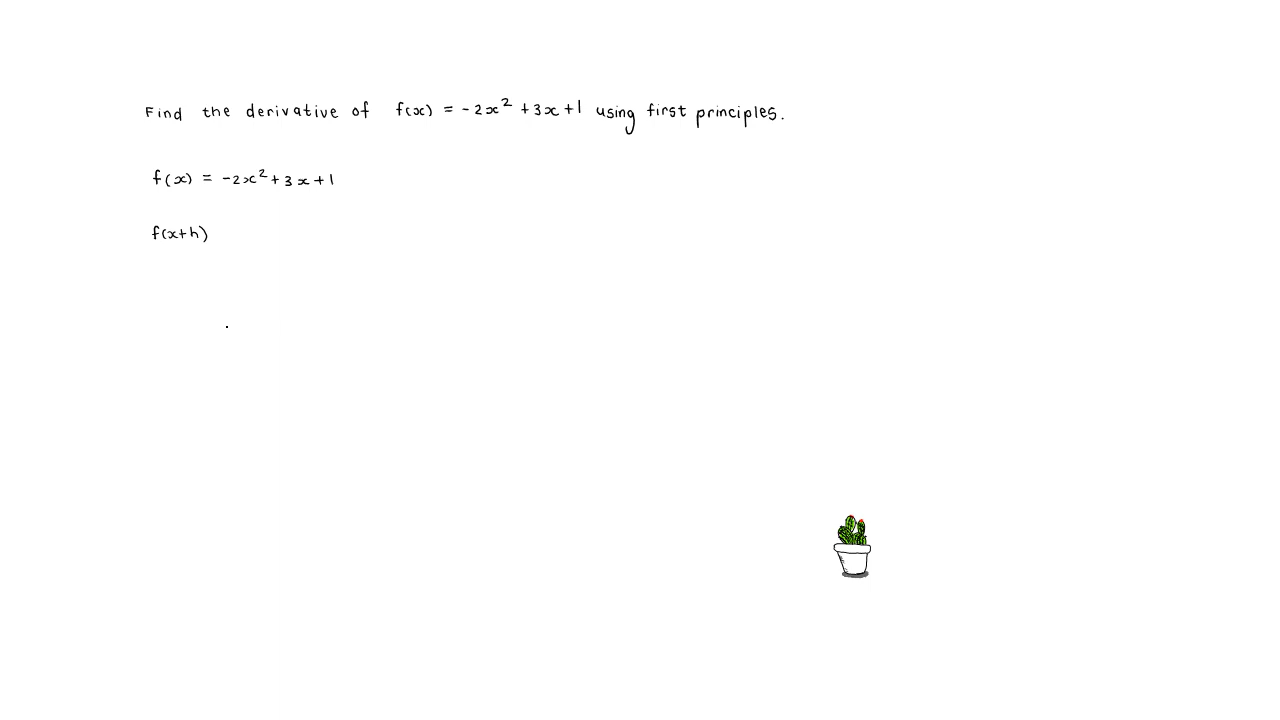 Find the derivative of f(x) = -2x² + 3x + 1 using first principles.
f(x) = -2x² + 3x + 1
f(x+h)